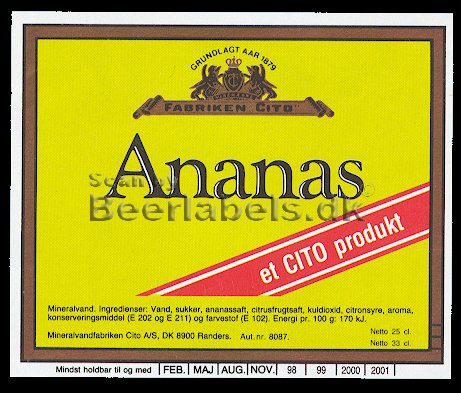 GRUNDLAGT AAR 1879
FABRIKEN CITO
Ananas
Scan by
Beerlabels.dk
et CITO produkt
Mineralvand. Ingredienser: Vand, sukker, ananassaft, citrusfrugtsaft, kuldioxid, citronsyre, aroma,
konserveringsmiddel (E 202 og E 211) og farvestof (E 102). Energi pr. 100 g: 170 kJ.
Netto 25 cl.
Mineralvandfabriken Cito A/S, DK 8900 Randers. Aut. nr. 8087.
Netto 33 cl.
Mindst holdbar til og med FEB. MAJ AUG. NOV. 98 99 2000 2001